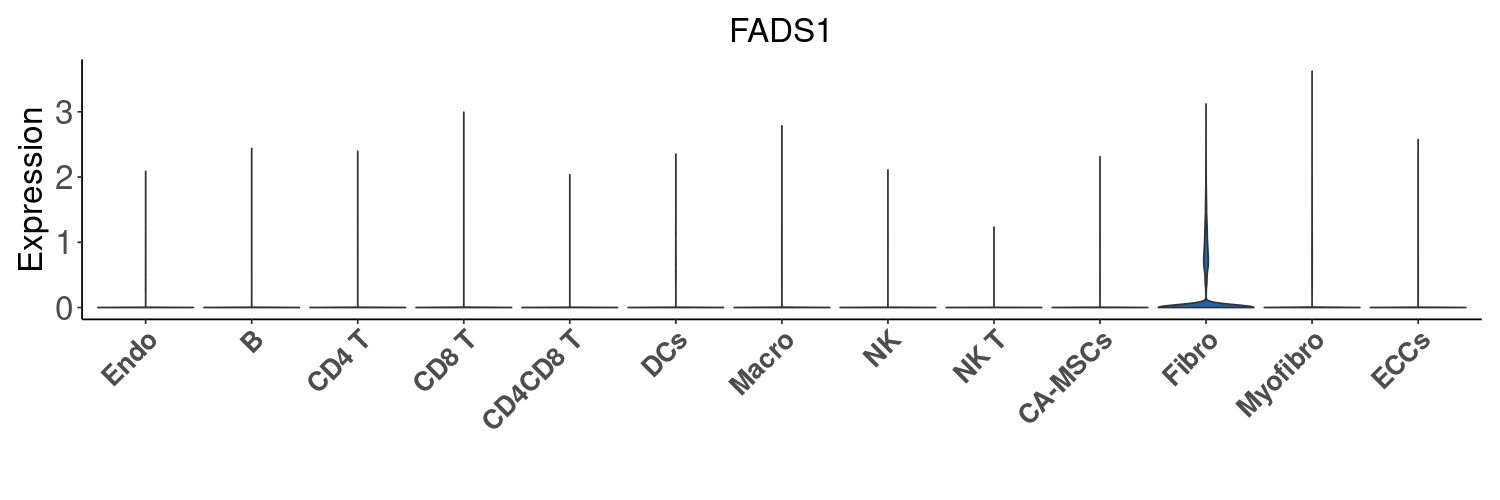 FADS1
Expression
3
2
1
0
Endo
B
CD4 T
CD8 T
CD4CD8 T
DCs
Macro
NK
NK T
CA-MSCs
Fibro
Myofibro
ECCs